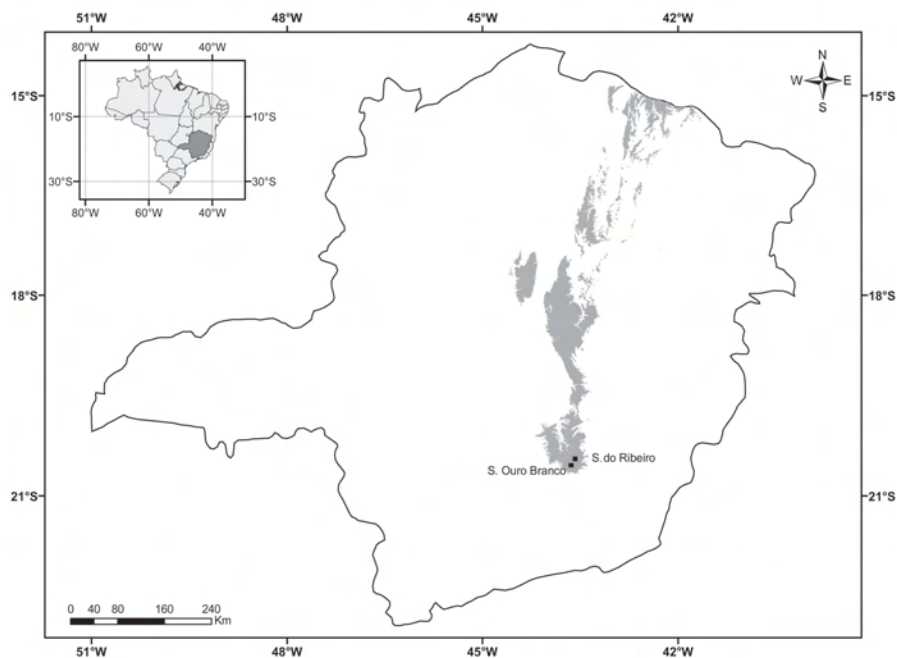 51°W 48°W 45°W 42°W
80°W 60°W 40°W
N
W E
S
15°S 15°S
10°S 10°S
30°S 30°S
80°W 60°W 40°W
18°S 18°S
S. do Ribeiro
S. Ouro Branco
21°S 21°S
0 40 80 160 240
Km
51°W 48°W 45°W 42°W